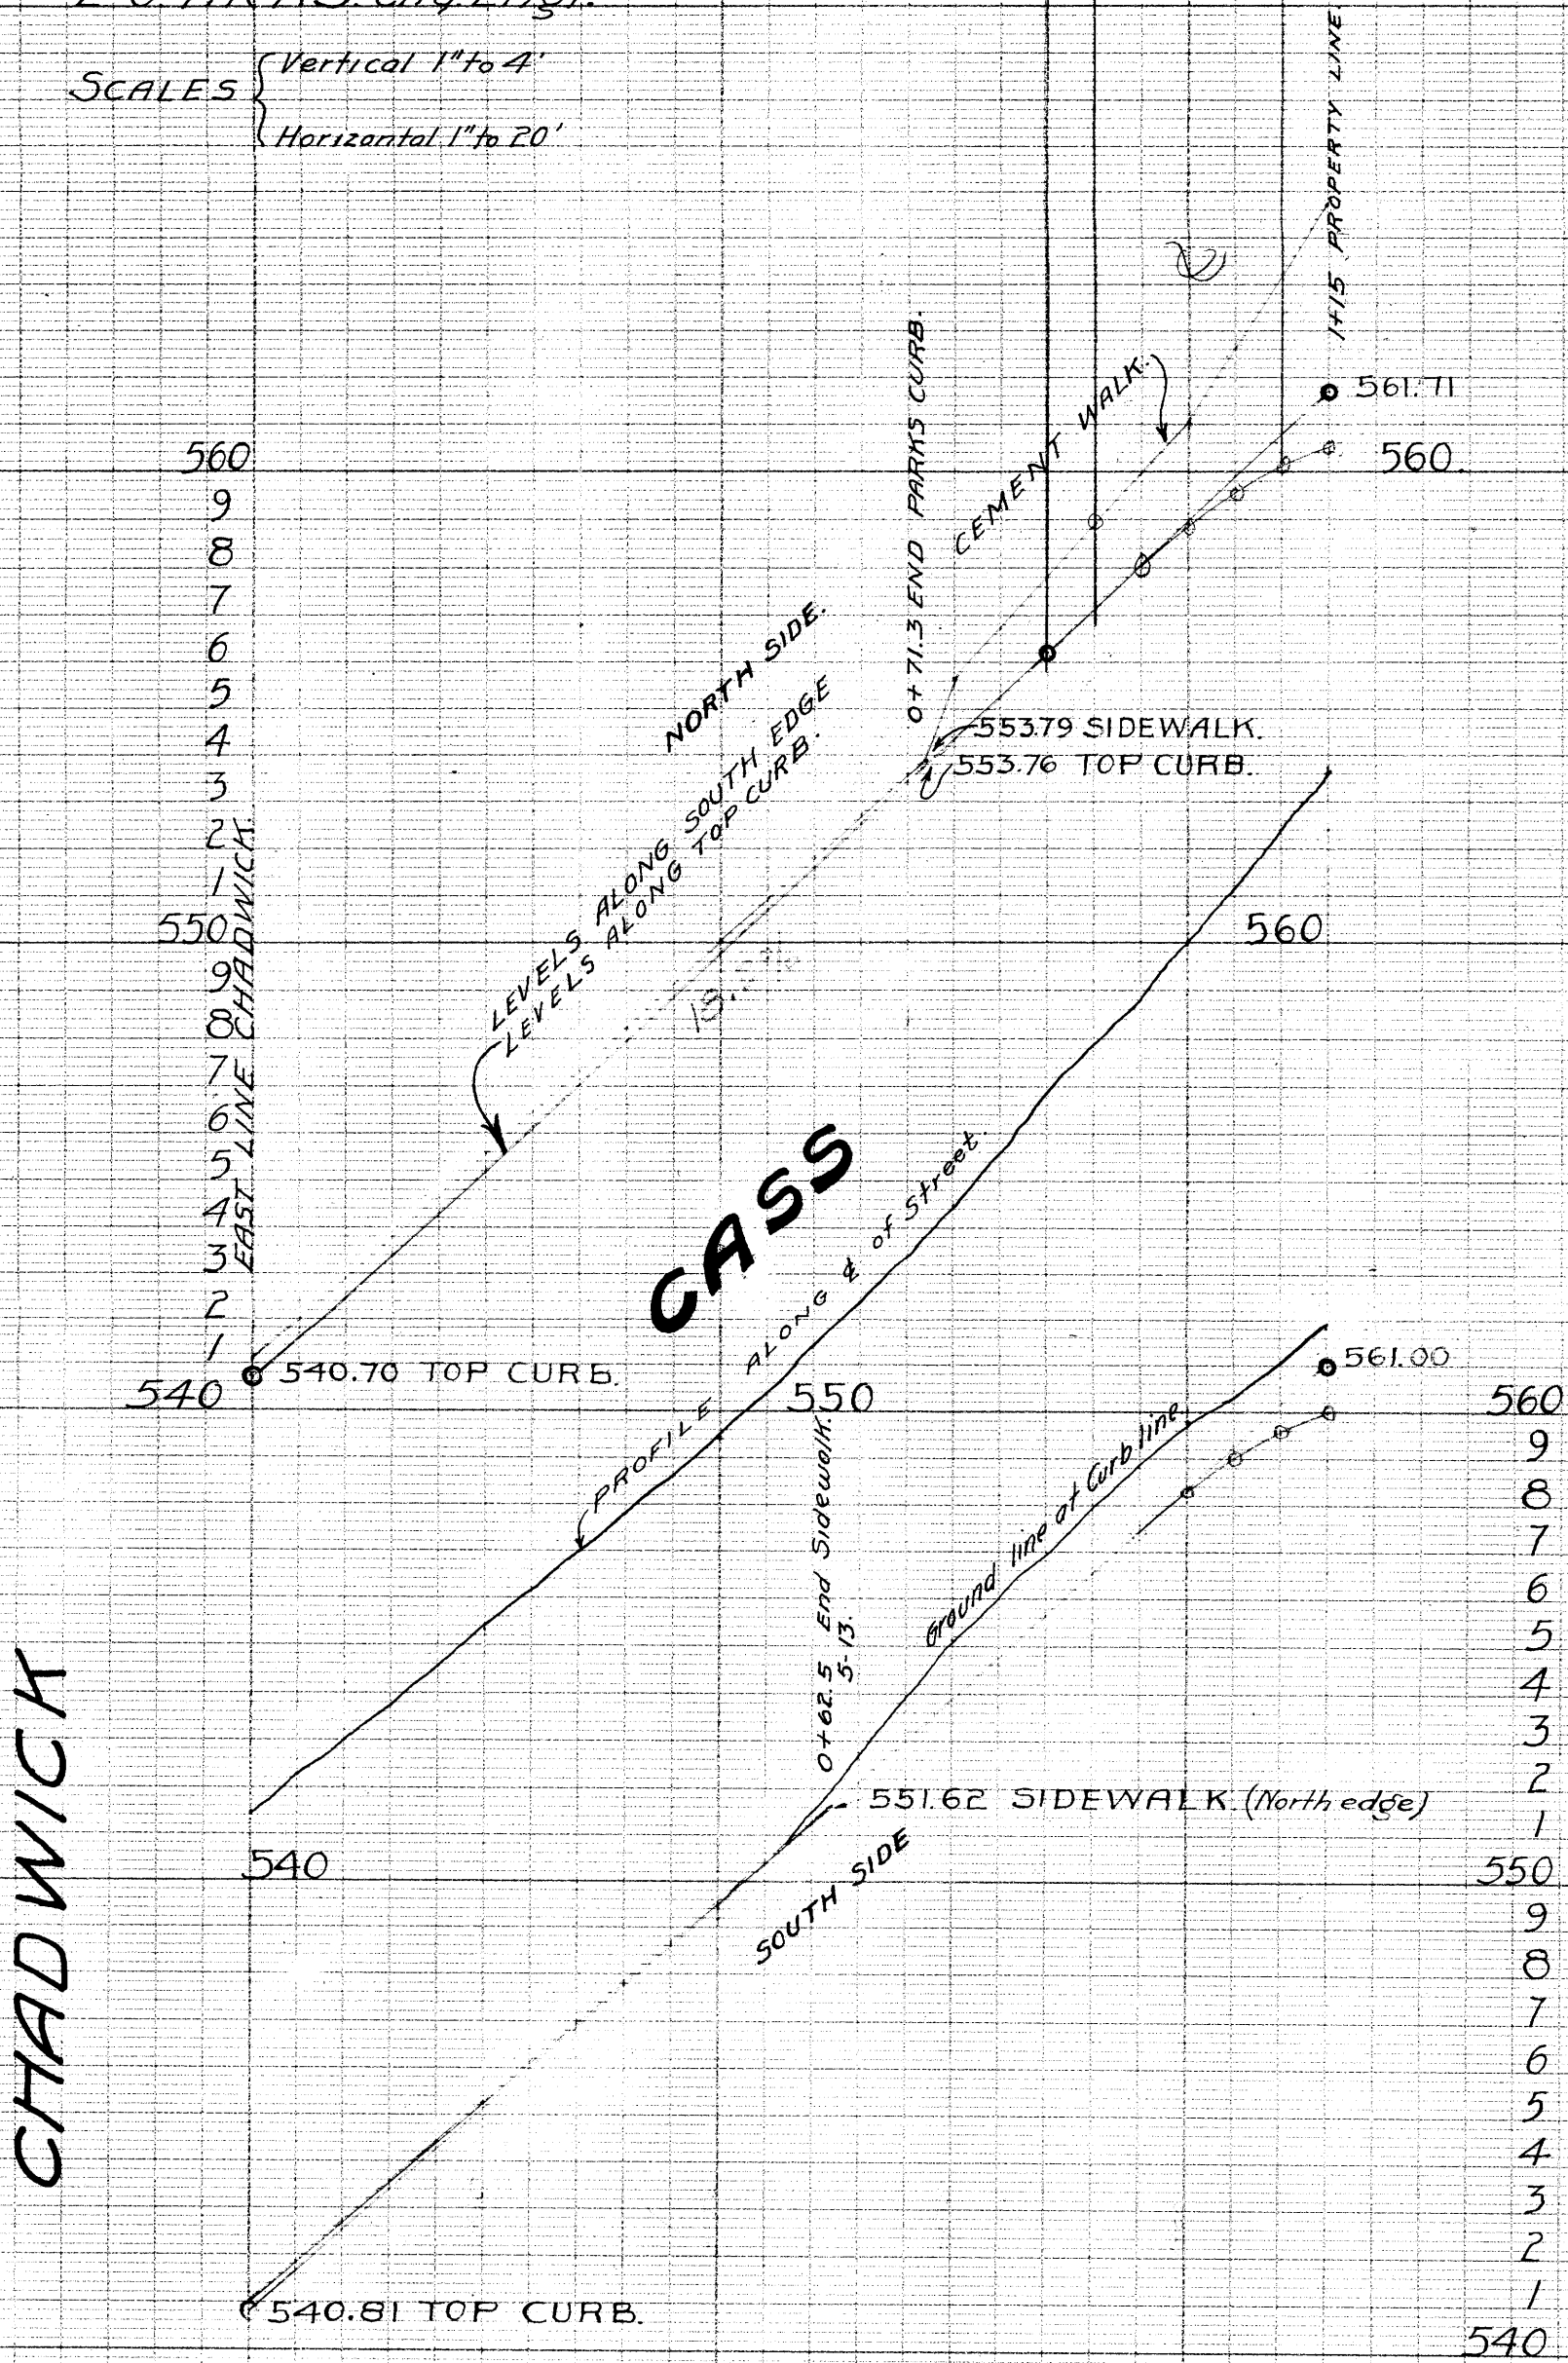 SCALES
Vertical 1" to 4'
Horizontal 1" to 20'
1+15 PROPERTY LINE.
0+71.3 END PARKS CURB.
CEMENT WALK.
561.71
560.
560
9
8
7
6
5
4
3
2
1
550
9
8
7
6
5
4
3
2
1
540
EAST LINE CHADWICK.
NORTH SIDE.
LEVELS ALONG SOUTH EDGE
LEVELS ALONG TOP CURB.
553.79 SIDEWALK.
553.76 TOP CURB.
560
CASS
PROFILE ALONG ℄ of Street.
540.70 TOP CURB.
550
561.00
Ground line at Curb line.
0+62.5 End Sidewalk.
5-13.
551.62 SIDEWALK. (North edge)
SOUTH SIDE
540
CHADWICK
540.81 TOP CURB.
560
9
8
7
6
5
4
3
2
1
550
9
8
7
6
5
4
3
2
1
540